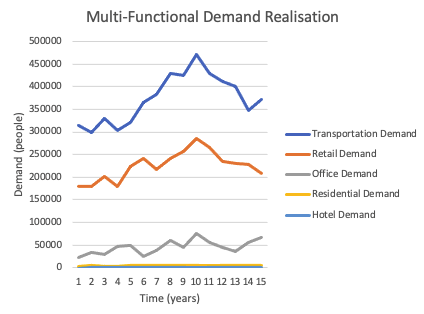 Multi-Functional Demand Realisation
500000
450000
400000
350000
300000
250000
200000
150000
100000
50000
0
Demand (people)
1 2 3 4 5 6 7 8 9 10 11 12 13 14 15
Time (years)
Transportation Demand
Retail Demand
Office Demand
Residential Demand
Hotel Demand